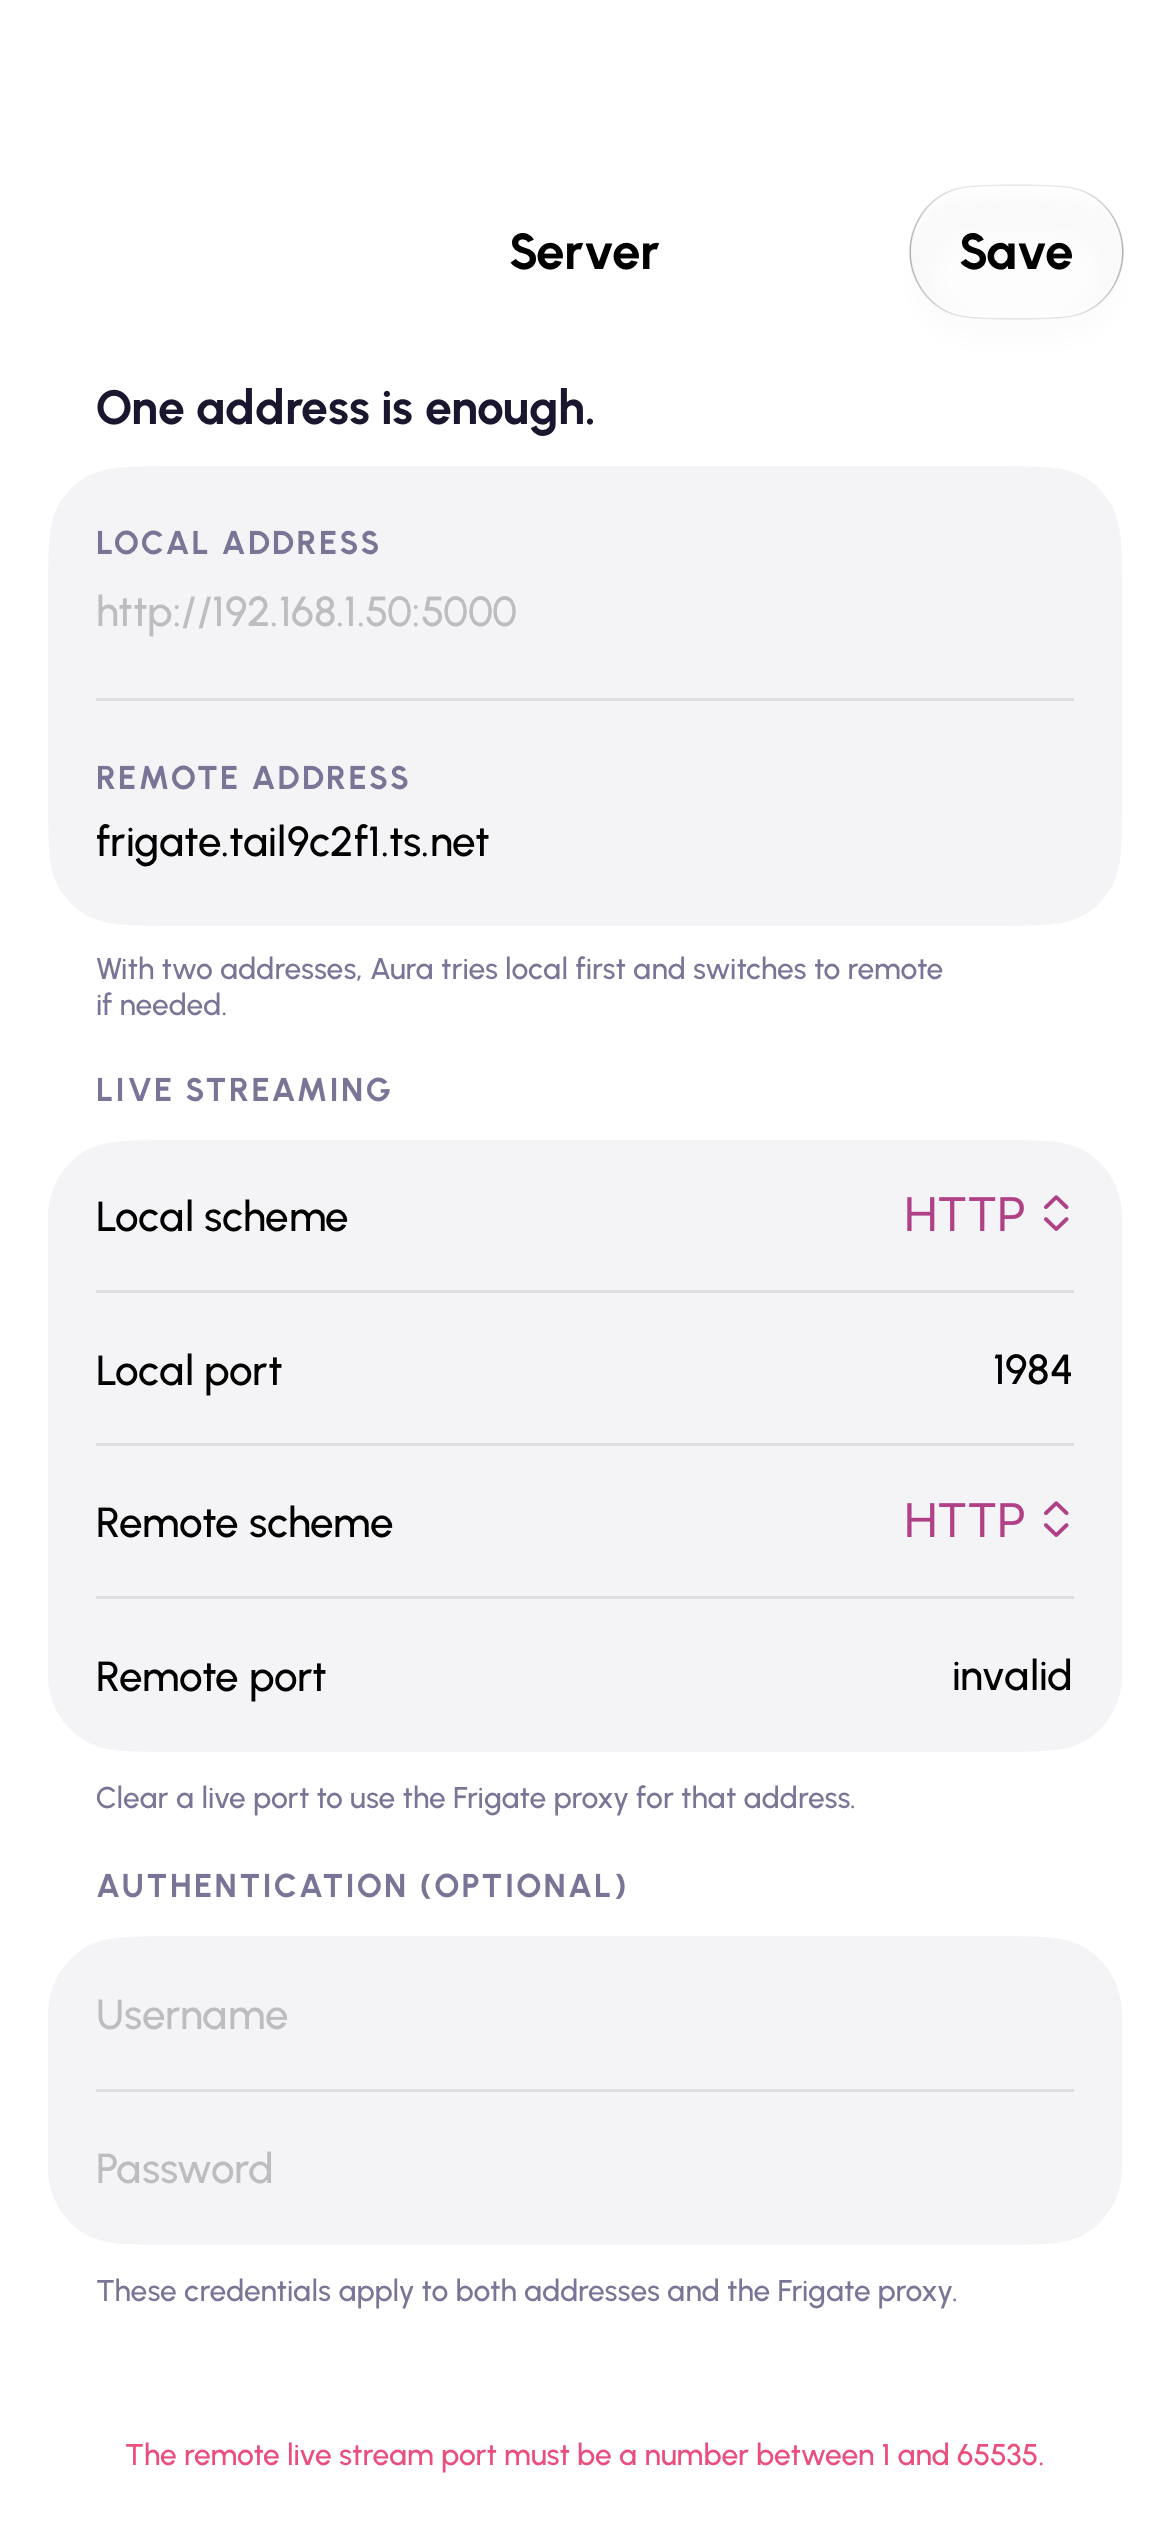 Server
Save
One address is enough.
LOCAL ADDRESS
http://192.168.1.50:5000
REMOTE ADDRESS
frigate.tail9c2f1.ts.net
With two addresses, Aura tries local first and switches to remote
if needed.
LIVE STREAMING
Local scheme
HTTP
Local port
1984
Remote scheme
HTTP
Remote port
invalid
Clear a live port to use the Frigate proxy for that address.
AUTHENTICATION (OPTIONAL)
Username
Password
These credentials apply to both addresses and the Frigate proxy.
The remote live stream port must be a number between 1 and 65535.